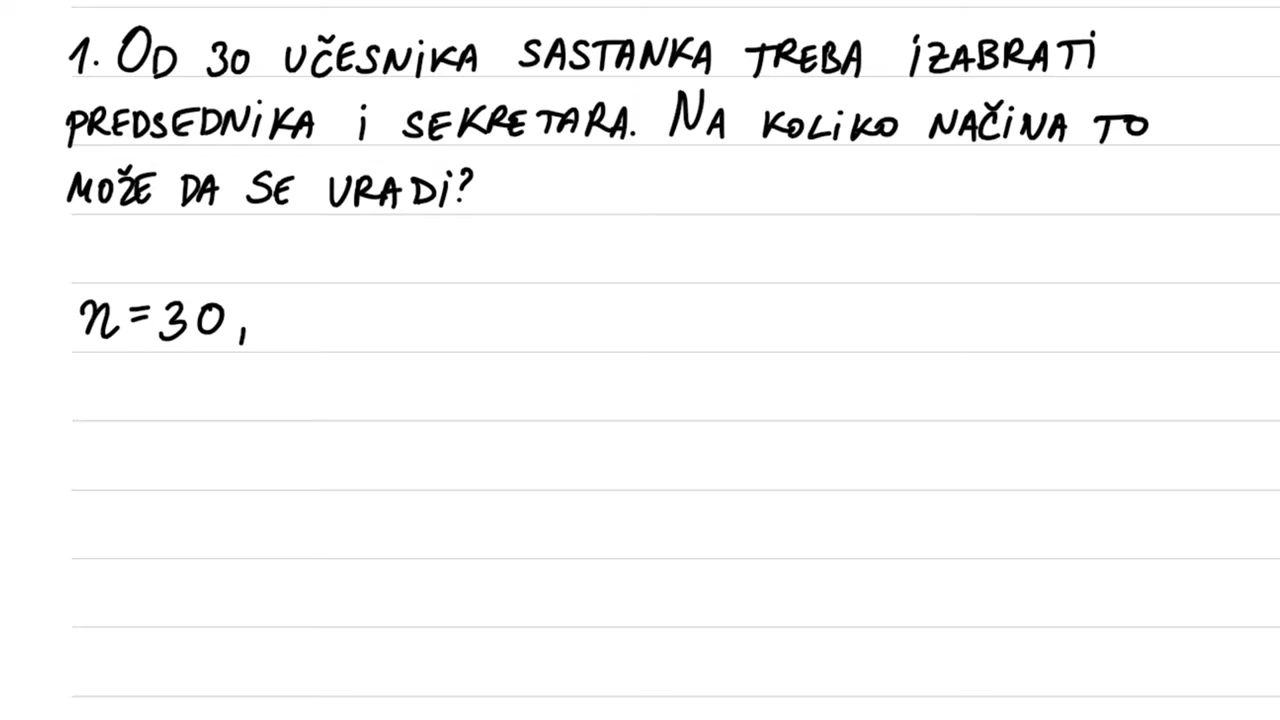 1. OD 30 UČESNIKA SASTANKA TREBA IZABRATI
PREDSEDNIKA I SEKRETARA. NA KOLIKO NAČINA TO
MOŽE DA SE URADI?
n=30,